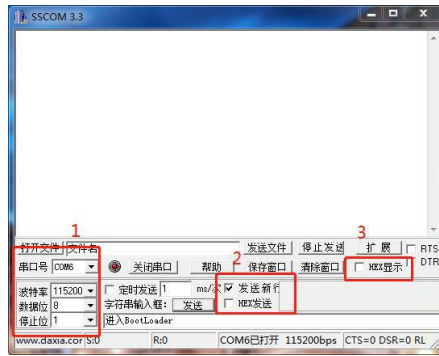 SSCOM 3.3
1
3
打开文件 文件名 发送文件 停止发送 扩展 RTS
2
串口号 COM6 关闭串口 帮助 保存窗口 清除窗口 HEX显示 DTR
波特率 115200 定时发送 1 ms/次 发送新行
数据位 8 字符串输入框: 发送 HEX发送
停止位 1 进入BootLoader
www.daxia.cor S:0 R:0 COM6已打开 115200bps CTS=0 DSR=0 RL